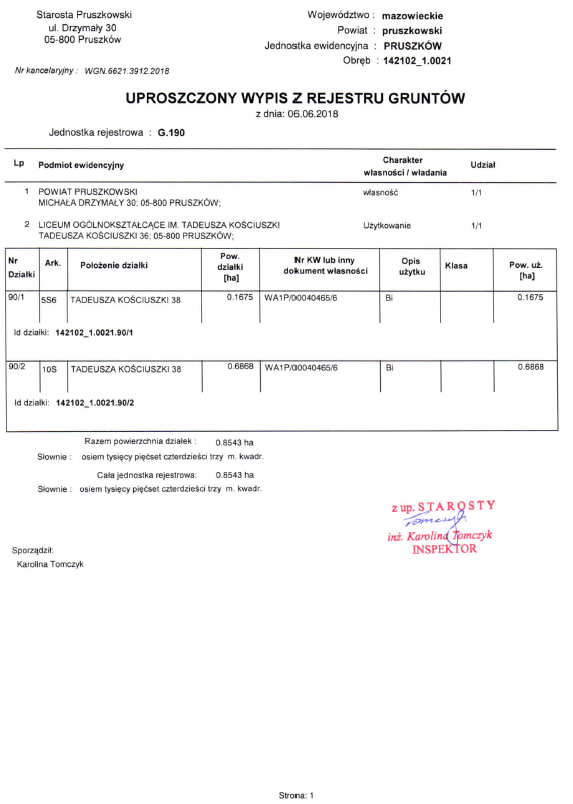 Starosta Pruszkowski
ul. Drzymały 30
05-800 Pruszków
Województwo : mazowieckie
Powiat : pruszkowski
Jednostka ewidencyjna : PRUSZKÓW
Obręb : 142102_1.0021
Nr kancelaryjny : WGN.6621.3912.2018
UPROSZCZONY WYPIS Z REJESTRU GRUNTÓW
z dnia: 06.06.2018
Jednostka rejestrowa : G.190
Lp Podmiot ewidencyjny Charakter własności / władania Udział
1 POWIAT PRUSZKOWSKI własność 1/1
MICHAŁA DRZYMAŁY 30; 05-800 PRUSZKÓW;
2 LICEUM OGÓLNOKSZTAŁCĄCE IM. TADEUSZA KOŚCIUSZKI Użytkowanie 1/1
TADEUSZA KOŚCIUSZKI 36; 05-800 PRUSZKÓW;
Nr Działki Ark. Położenie działki Pow. działki [ha] Nr KW lub inny dokument własności Opis użytku Klasa Pow. uż. [ha]
90/1 5S6 TADEUSZA KOŚCIUSZKI 38 0.1675 WA1P/00040465/6 Bi 0.1675
Id działki: 142102_1.0021.90/1
90/2 10S TADEUSZA KOŚCIUSZKI 38 0.6868 WA1P/00040465/6 Bi 0.6868
Id działki: 142102_1.0021.90/2
Razem powierzchnia działek : 0.8543 ha
Słownie : osiem tysięcy pięćset czterdzieści trzy m. kwadr.
Cała jednostka rejestrowa: 0.8543 ha
Słownie : osiem tysięcy pięćset czterdzieści trzy m. kwadr.
z up. STAROSTY
inż. Karolina Tomczyk
INSPEKTOR
Sporządził:
Karolina Tomczyk
Strona: 1